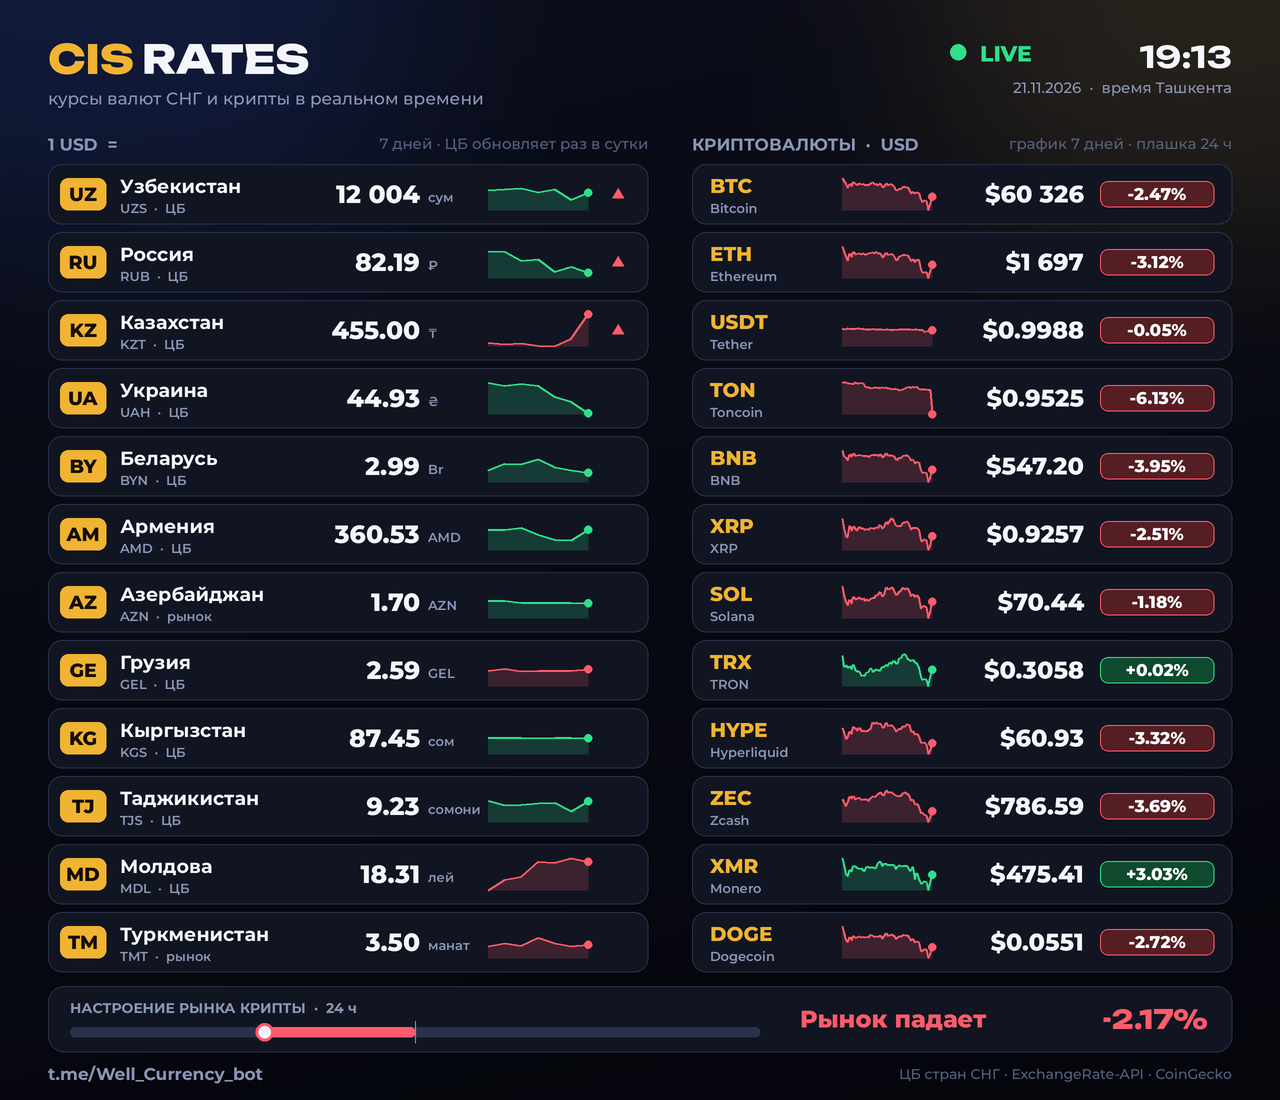 CIS RATES
курсы валют СНГ и крипты в реальном времени
LIVE 19:13
21.11.2026 · время Ташкента
1 USD = 7 дней · ЦБ обновляет раз в сутки
UZ Узбекистан 12 004 сум
UZS · ЦБ
RU Россия 82.19 ₽
RUB · ЦБ
KZ Казахстан 455.00 ₸
KZT · ЦБ
UA Украина 44.93 ₴
UAH · ЦБ
BY Беларусь 2.99 Br
BYN · ЦБ
AM Армения 360.53 AMD
AMD · ЦБ
AZ Азербайджан 1.70 AZN
AZN · рынок
GE Грузия 2.59 GEL
GEL · ЦБ
KG Кыргызстан 87.45 сом
KGS · ЦБ
TJ Таджикистан 9.23 сомони
TJS · ЦБ
MD Молдова 18.31 лей
MDL · ЦБ
TM Туркменистан 3.50 манат
TMT · рынок
КРИПТОВАЛЮТЫ · USD график 7 дней · плашка 24 ч
BTC $60 326 -2.47%
Bitcoin
ETH $1 697 -3.12%
Ethereum
USDT $0.9988 -0.05%
Tether
TON $0.9525 -6.13%
Toncoin
BNB $547.20 -3.95%
BNB
XRP $0.9257 -2.51%
XRP
SOL $70.44 -1.18%
Solana
TRX $0.3058 +0.02%
TRON
HYPE $60.93 -3.32%
Hyperliquid
ZEC $786.59 -3.69%
Zcash
XMR $475.41 +3.03%
Monero
DOGE $0.0551 -2.72%
Dogecoin
НАСТРОЕНИЕ РЫНКА КРИПТЫ · 24 ч
Рынок падает -2.17%
t.me/Well_Currency_bot
ЦБ стран СНГ · ExchangeRate-API · CoinGecko